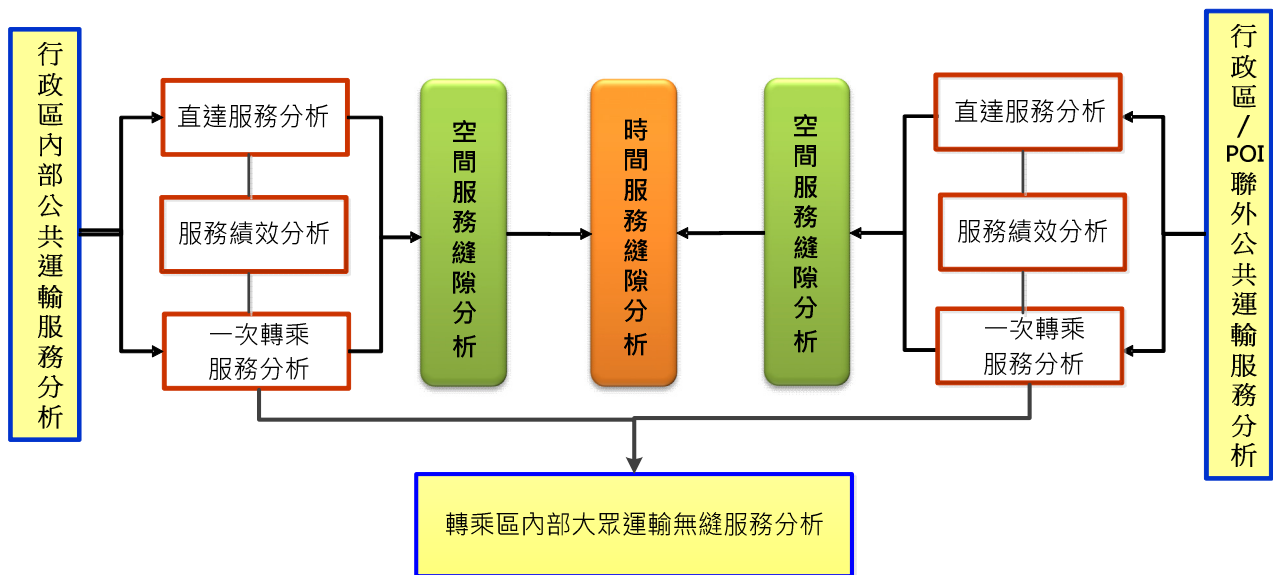 行政區內部公共運輸服務分析
直達服務分析
服務績效分析
一次轉乘
服務分析
空間服務縫隙分析
時間服務縫隙分析
空間服務縫隙分析
直達服務分析
服務績效分析
一次轉乘
服務分析
行政區/POI聯外公共運輸服務分析
轉乘區內部大眾運輸無縫服務分析